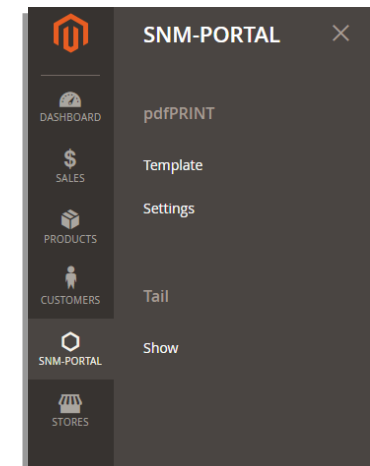 SNM-PORTAL
DASHBOARD
pdfPRINT
Template
$
SALES
Settings
PRODUCTS
CUSTOMERS
Tail
SNM-PORTAL
Show
STORES